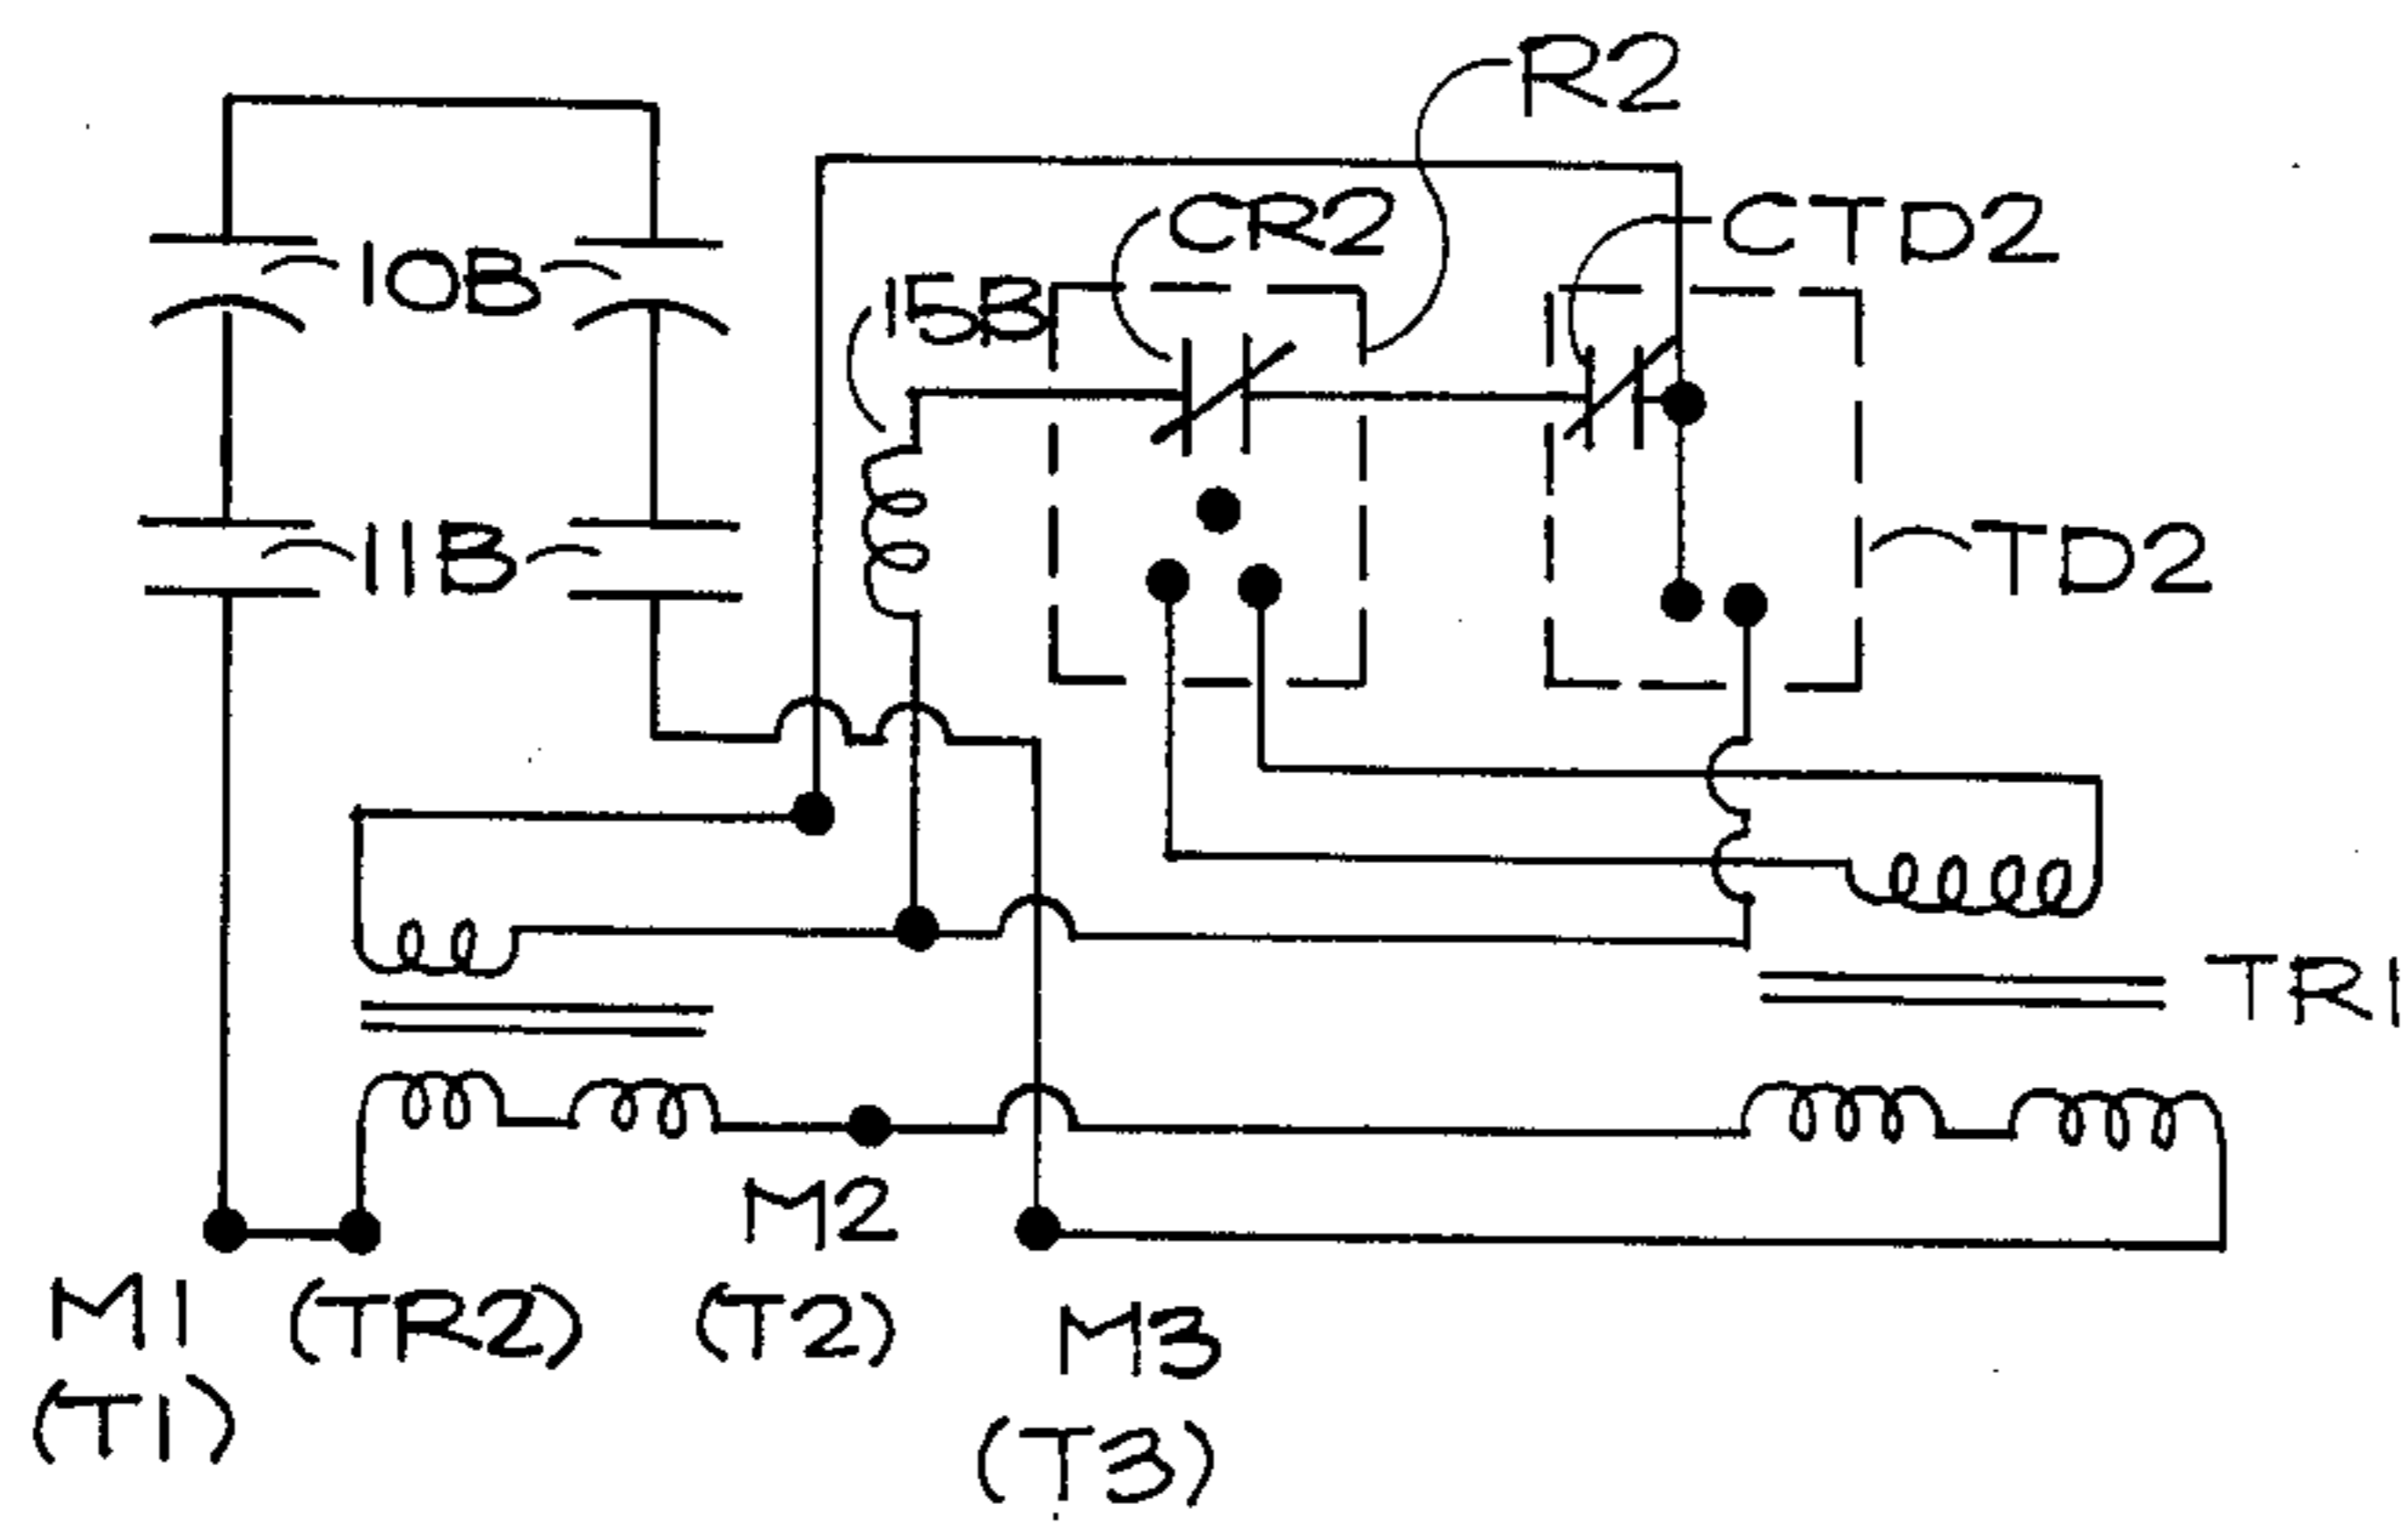 R2
CR2
CTD2
10B
15B
11B
TD2
TR1
M2
M1
(TR2)
(T2)
M3
(T1)
(T3)